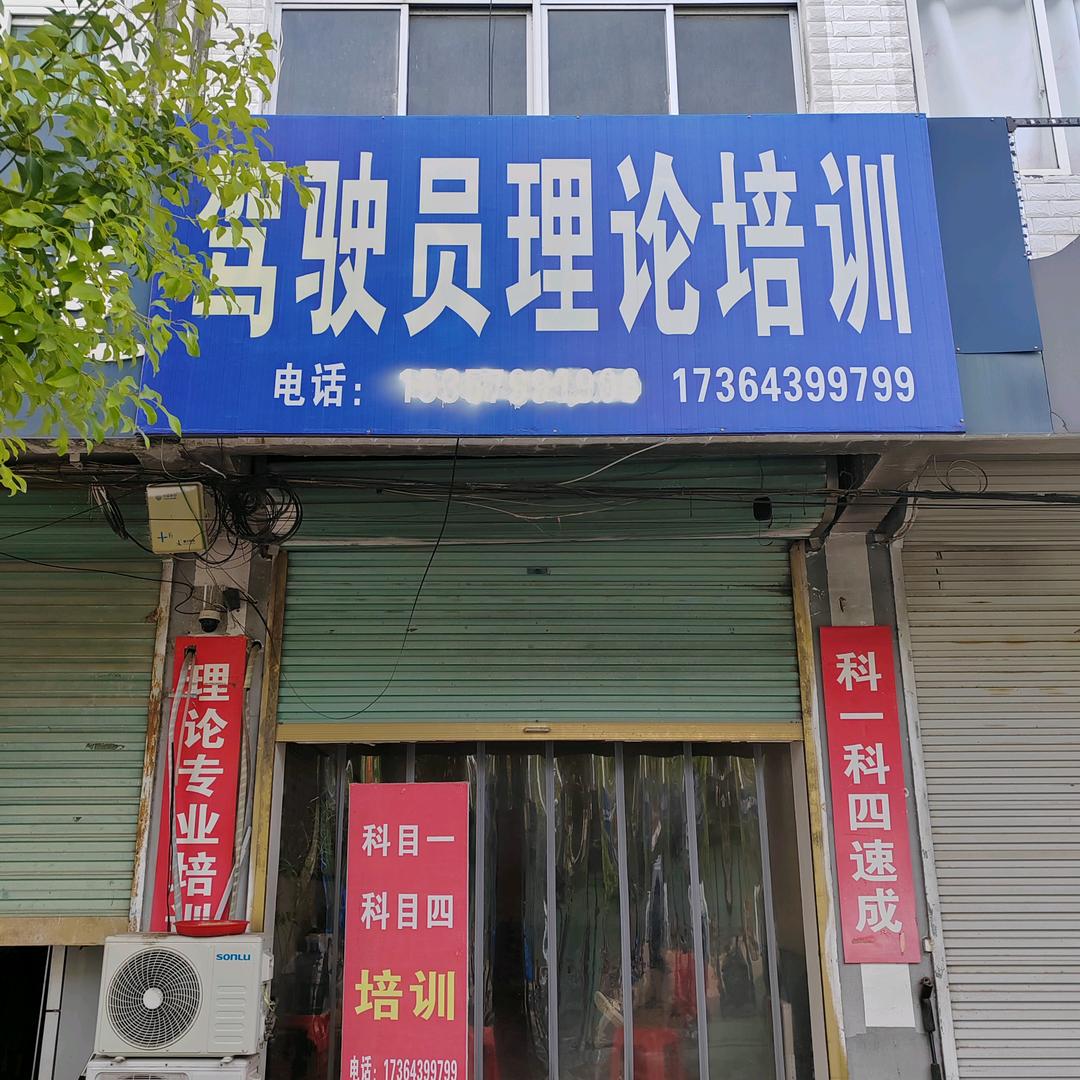 驾驶员理论培训
电话： 17364399799
理论专业培训
科一科四速成
科目一
科目四
培训
电话：17364399799
SONLU